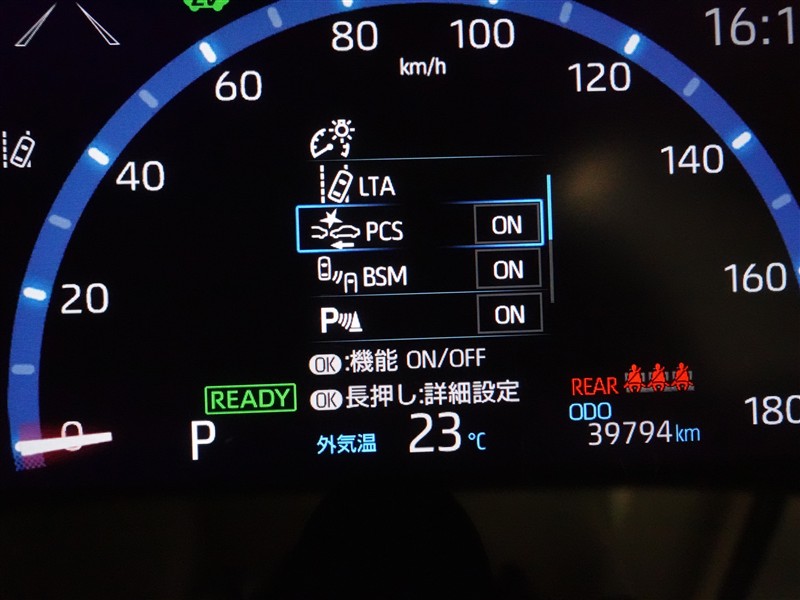 80
100
16:1
km/h
60
120
40
140
LTA
PCS ON
BSM ON
20
160
P ON
OK:機能 ON/OFF
READY
OK長押し:詳細設定
REAR
ODO
180
P
外気温 23℃
39794km
0